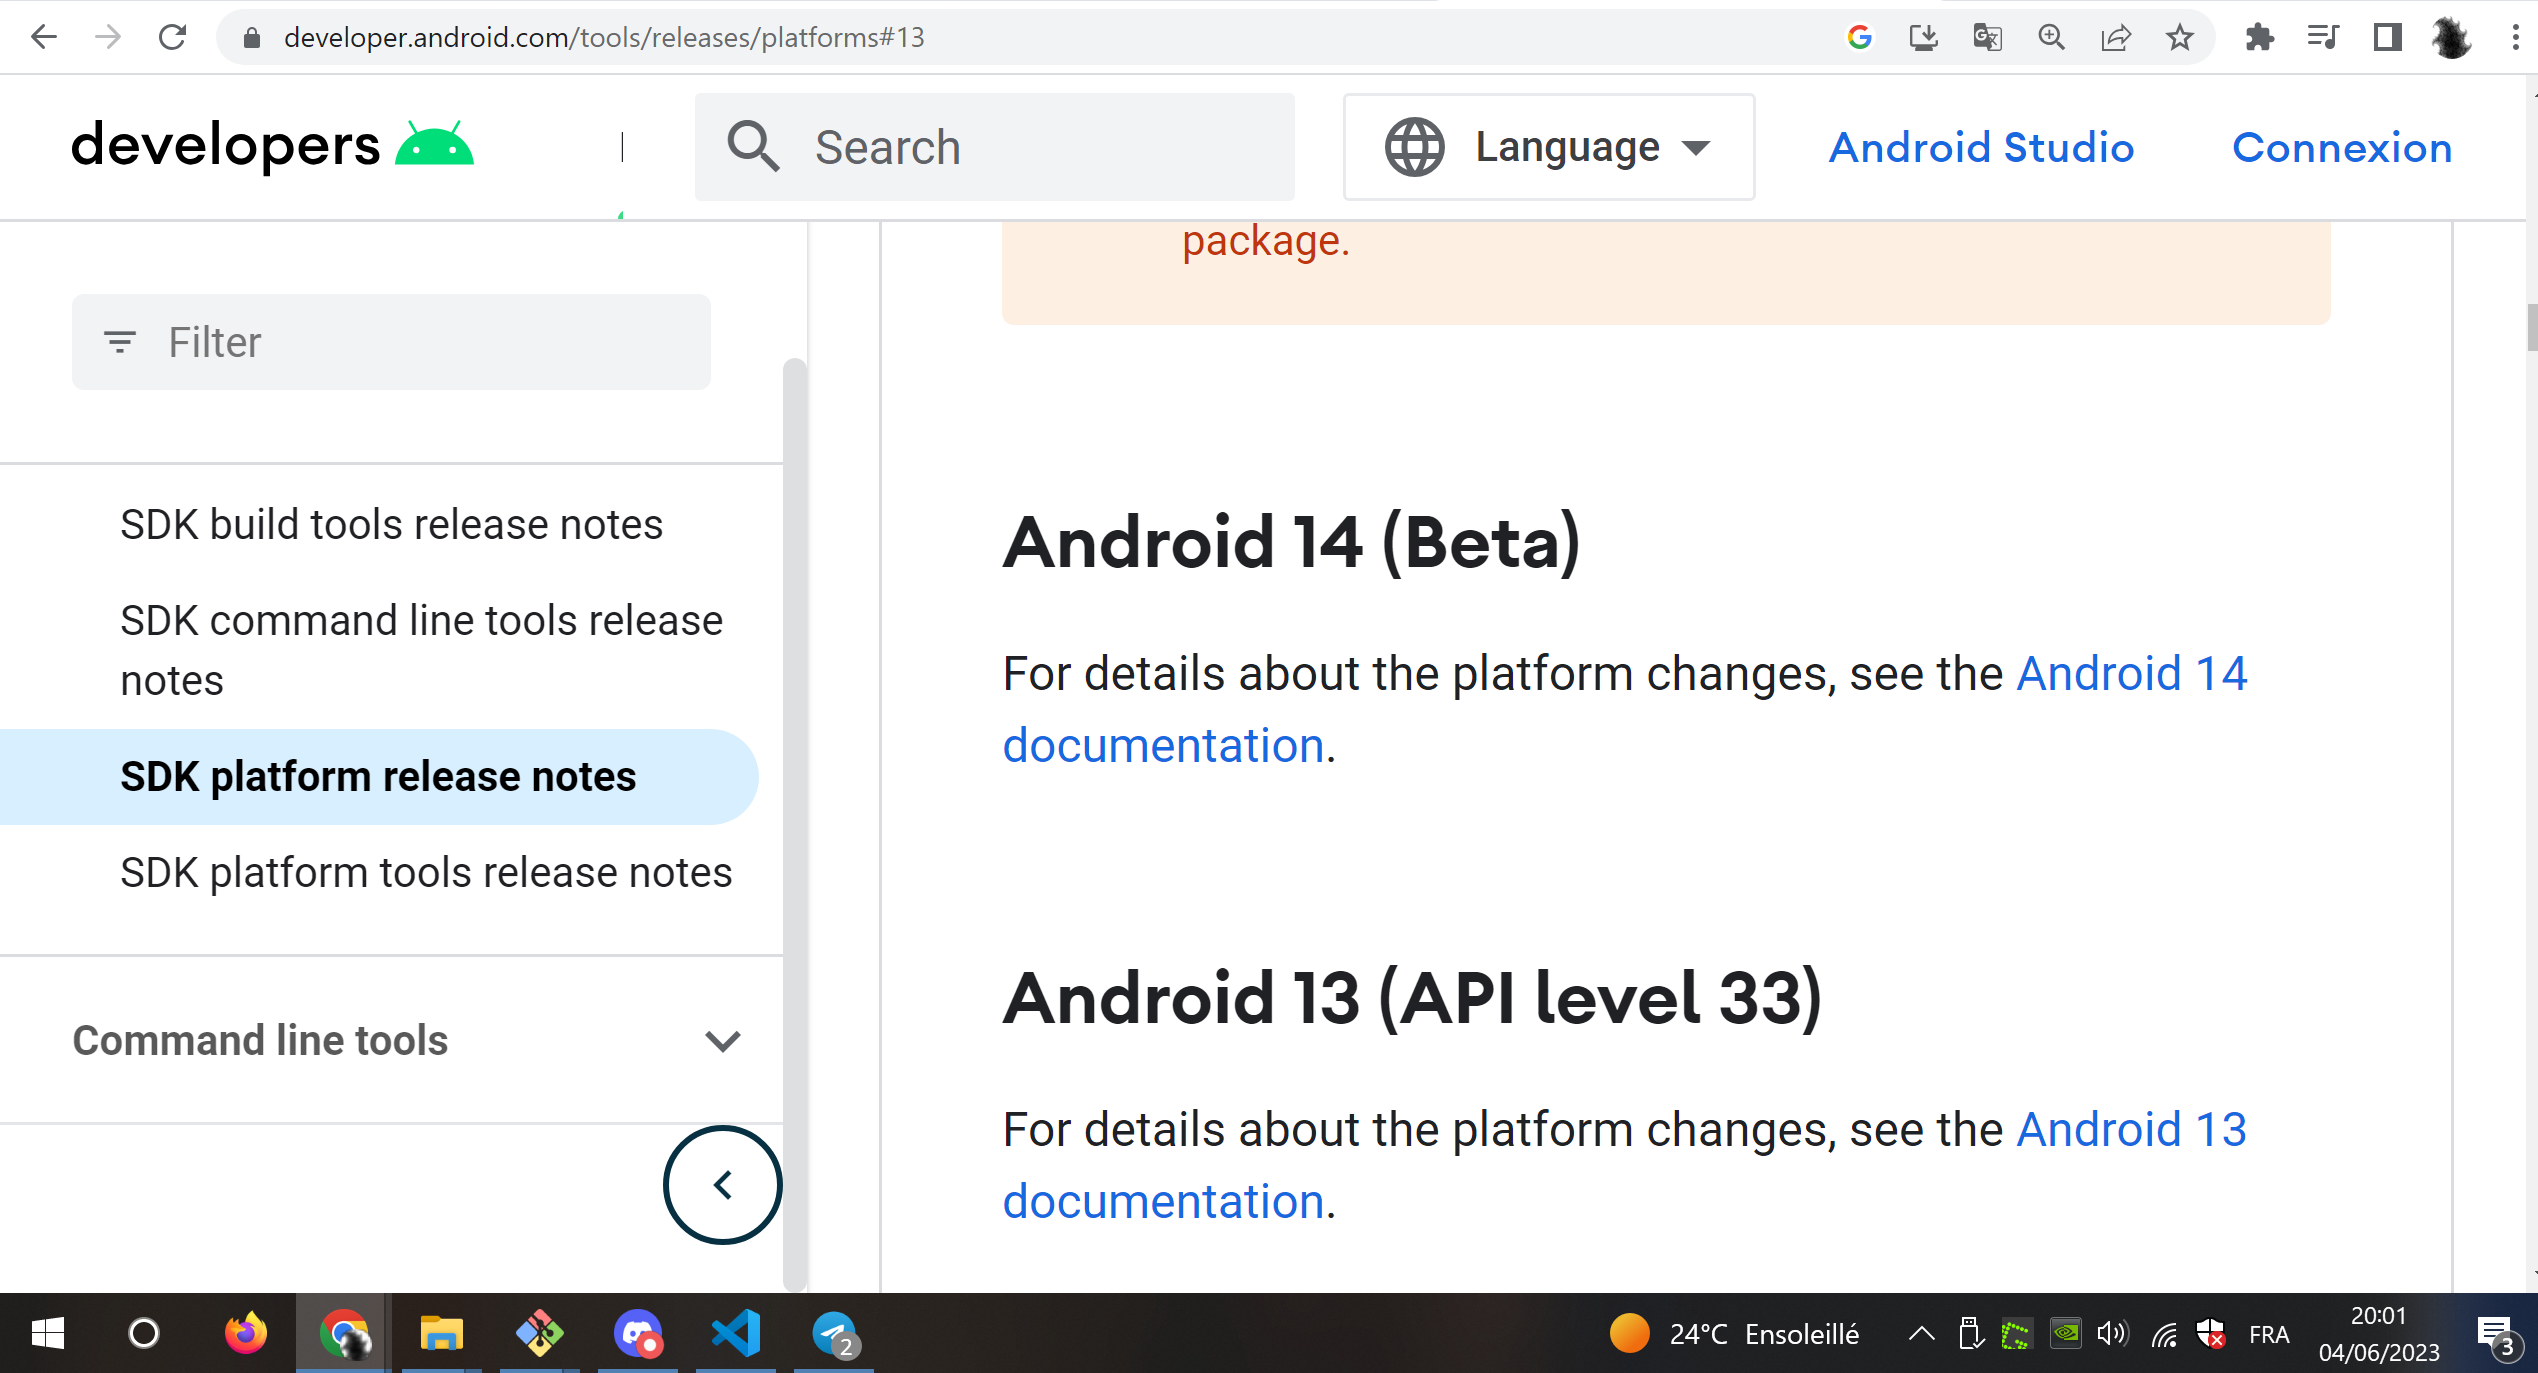 developer.android.com/tools/releases/platforms#13
developers
Search
Language
Android Studio
Connexion
Filter
SDK build tools release notes
SDK command line tools release
notes
SDK platform release notes
SDK platform tools release notes
Command line tools
package.
Android 14 (Beta)
For details about the platform changes, see the Android 14
documentation.
Android 13 (API level 33)
For details about the platform changes, see the Android 13
documentation.
2
24°C Ensoleillé
FRA
20:01
04/06/2023
3